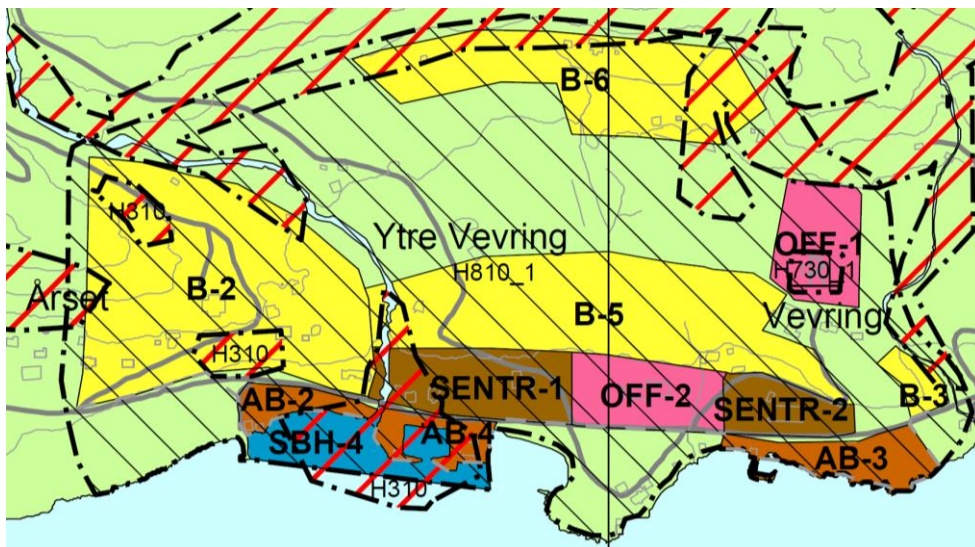 B-6
H310
OFF-1
Ytre Vevring
H810_1
H730_1
Årset
B-2
B-5
Vevring
H310
B-3
AB-2
SENTR-1
OFF-2
SENTR-2
SBH-4
AB-4
AB-3
H310